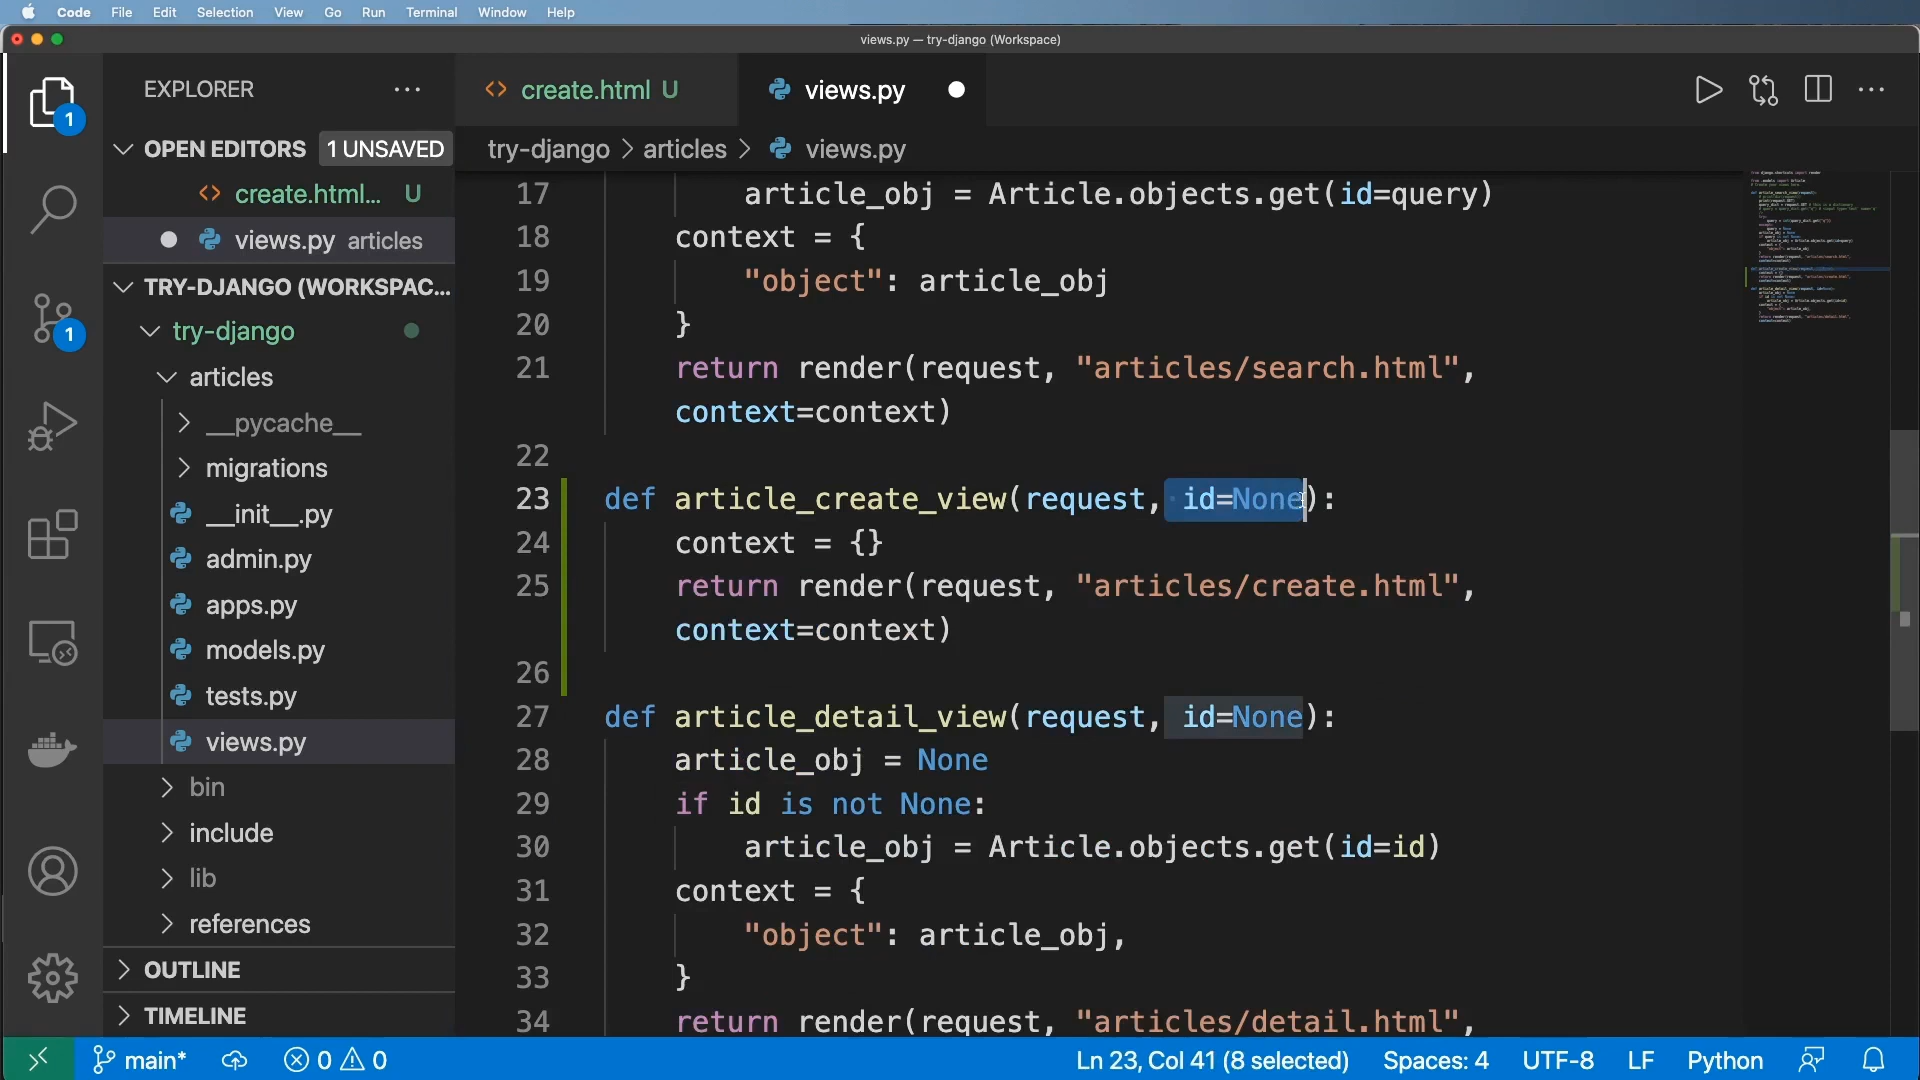 Code File Edit Selection View Go Run Terminal Window Help
views.py — try-django (Workspace)
EXPLORER ...
1
OPEN EDITORS 1 UNSAVED
create.html... U
views.py articles
TRY-DJANGO (WORKSPAC...
try-django
articles
__pycache__
migrations
__init__.py
admin.py
apps.py
models.py
tests.py
views.py
bin
include
lib
references
OUTLINE
TIMELINE
1
create.html U views.py
try-django > articles > views.py
17 article_obj = Article.objects.get(id=query)
18 context = {
19 "object": article_obj
20 }
21 return render(request, "articles/search.html",
context=context)
22
23 def article_create_view(request, id=None):
24 context = {}
25 return render(request, "articles/create.html",
context=context)
26
27 def article_detail_view(request, id=None):
28 article_obj = None
29 if id is not None:
30 article_obj = Article.objects.get(id=id)
31 context = {
32 "object": article_obj,
33 }
34 return render(request, "articles/detail.html",
main* 0 0 Ln 23, Col 41 (8 selected) Spaces: 4 UTF-8 LF Python